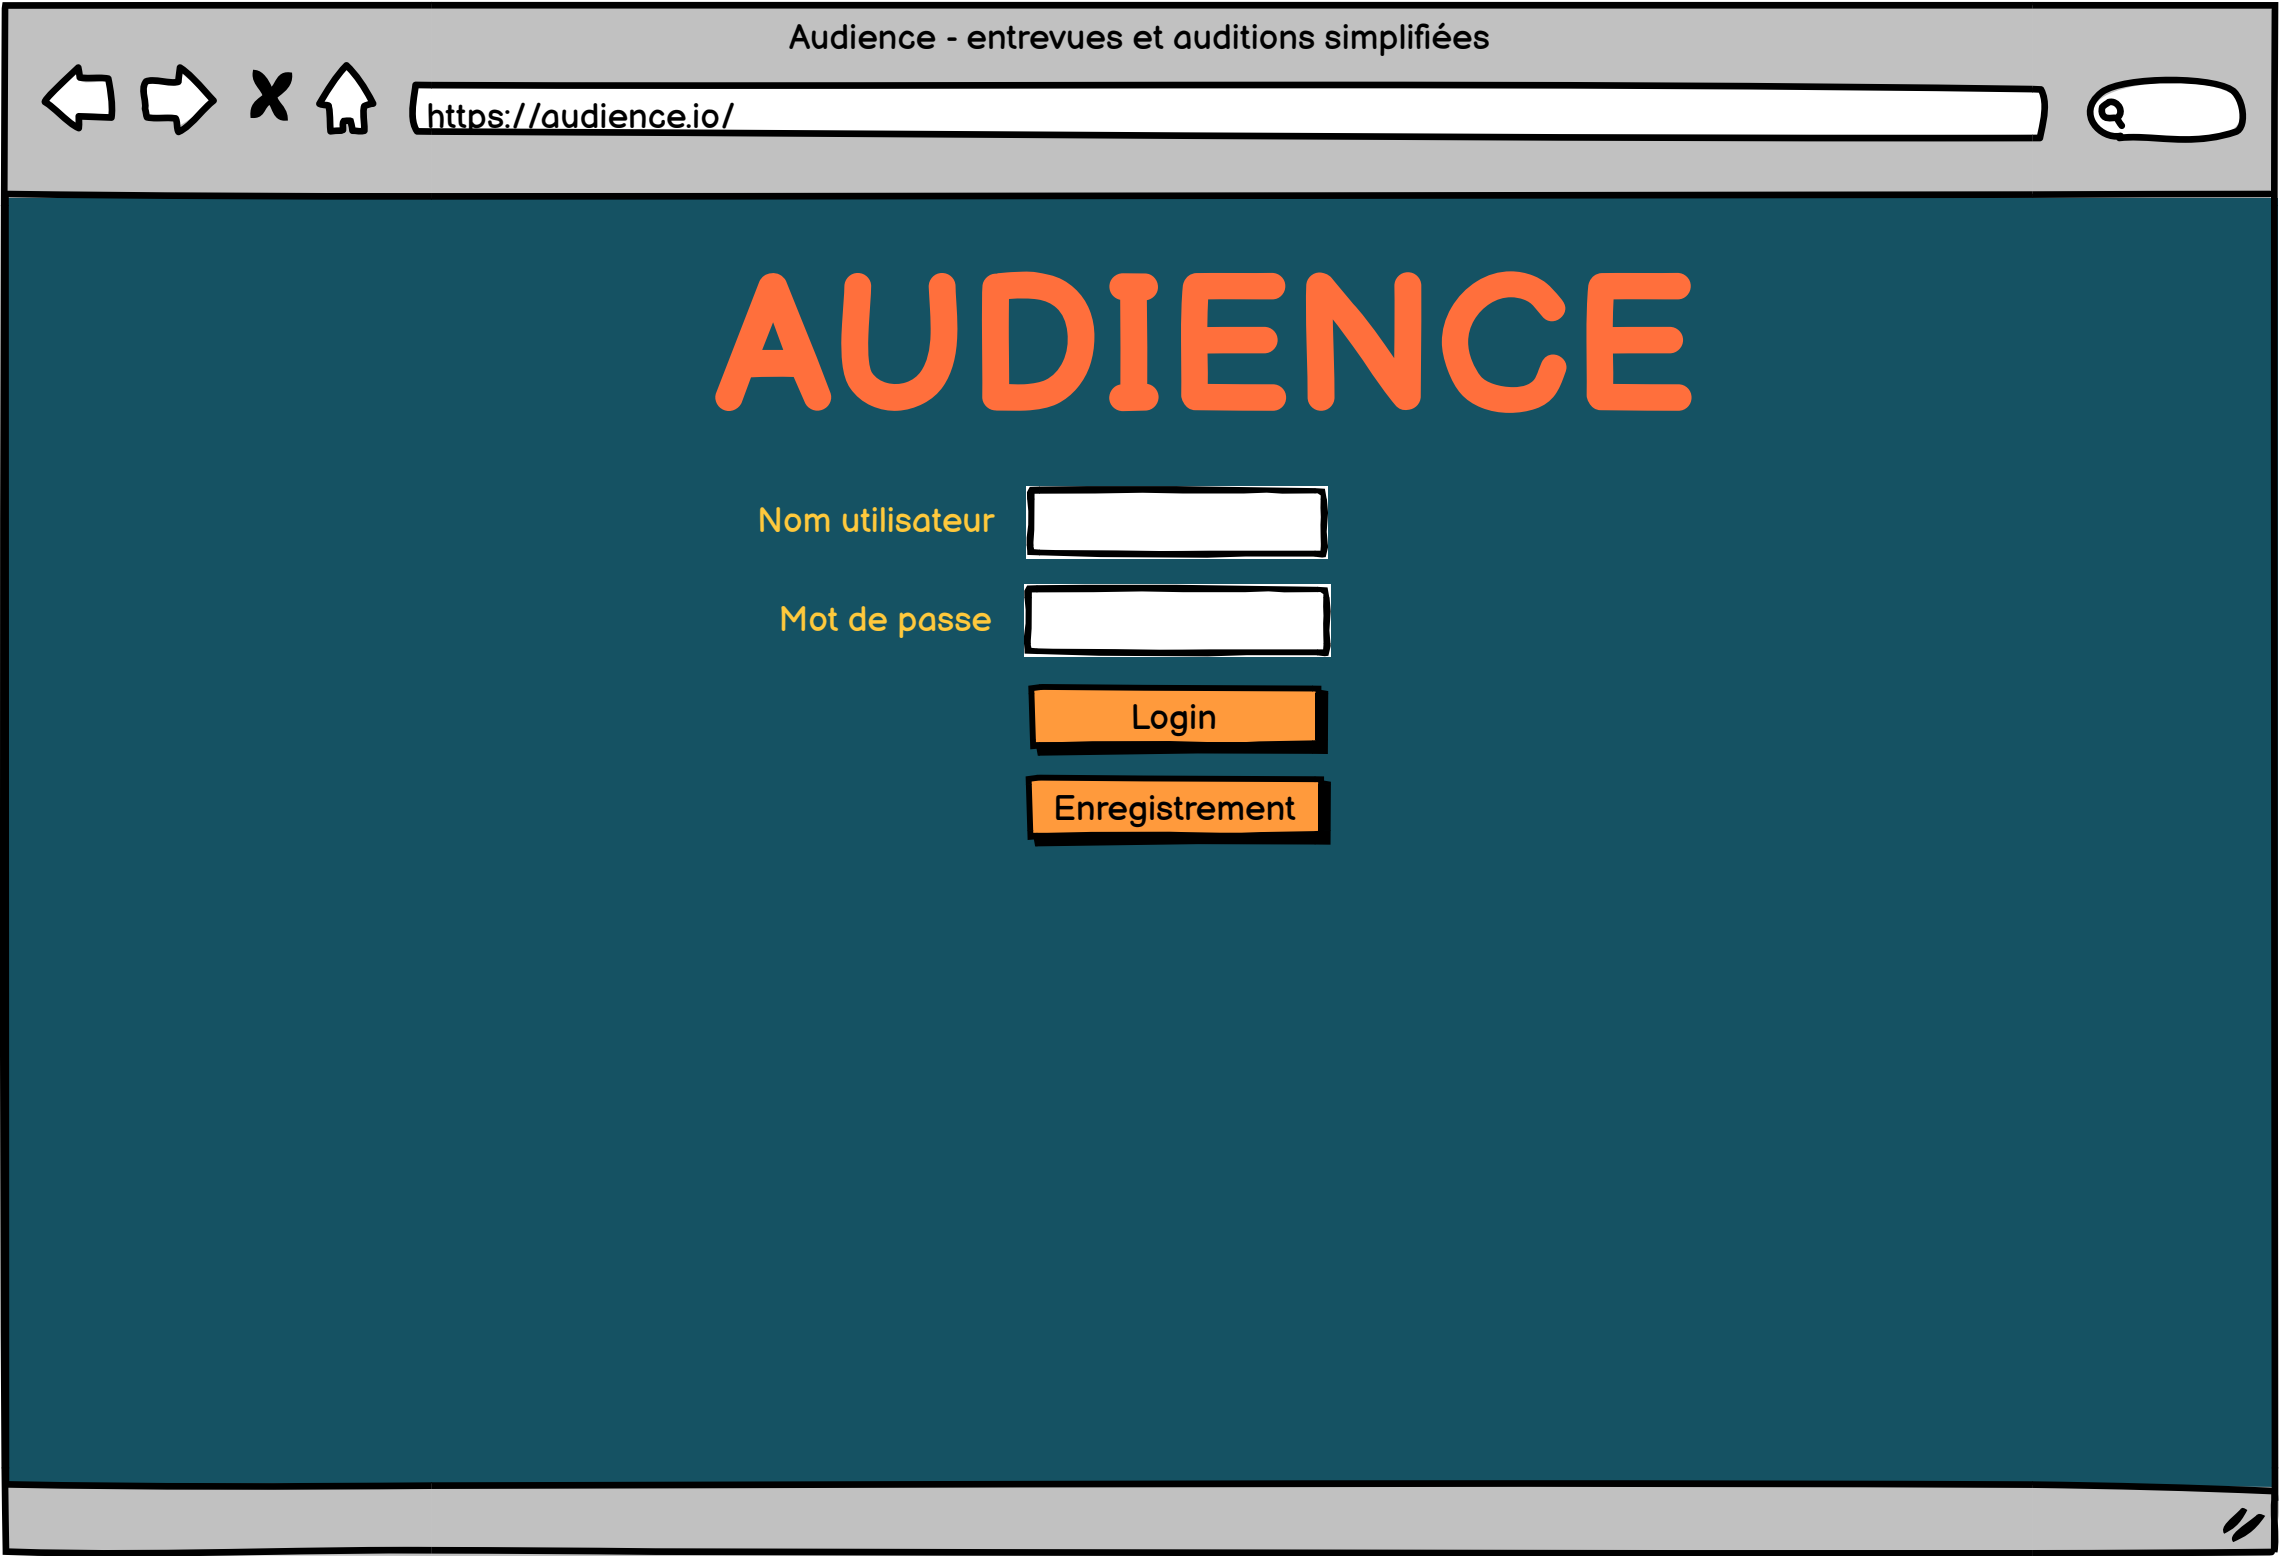 Audience - entrevues et auditions simplifiées
https://audience.io/
AUDIENCE
Nom utilisateur
Mot de passe
Login
Enregistrement